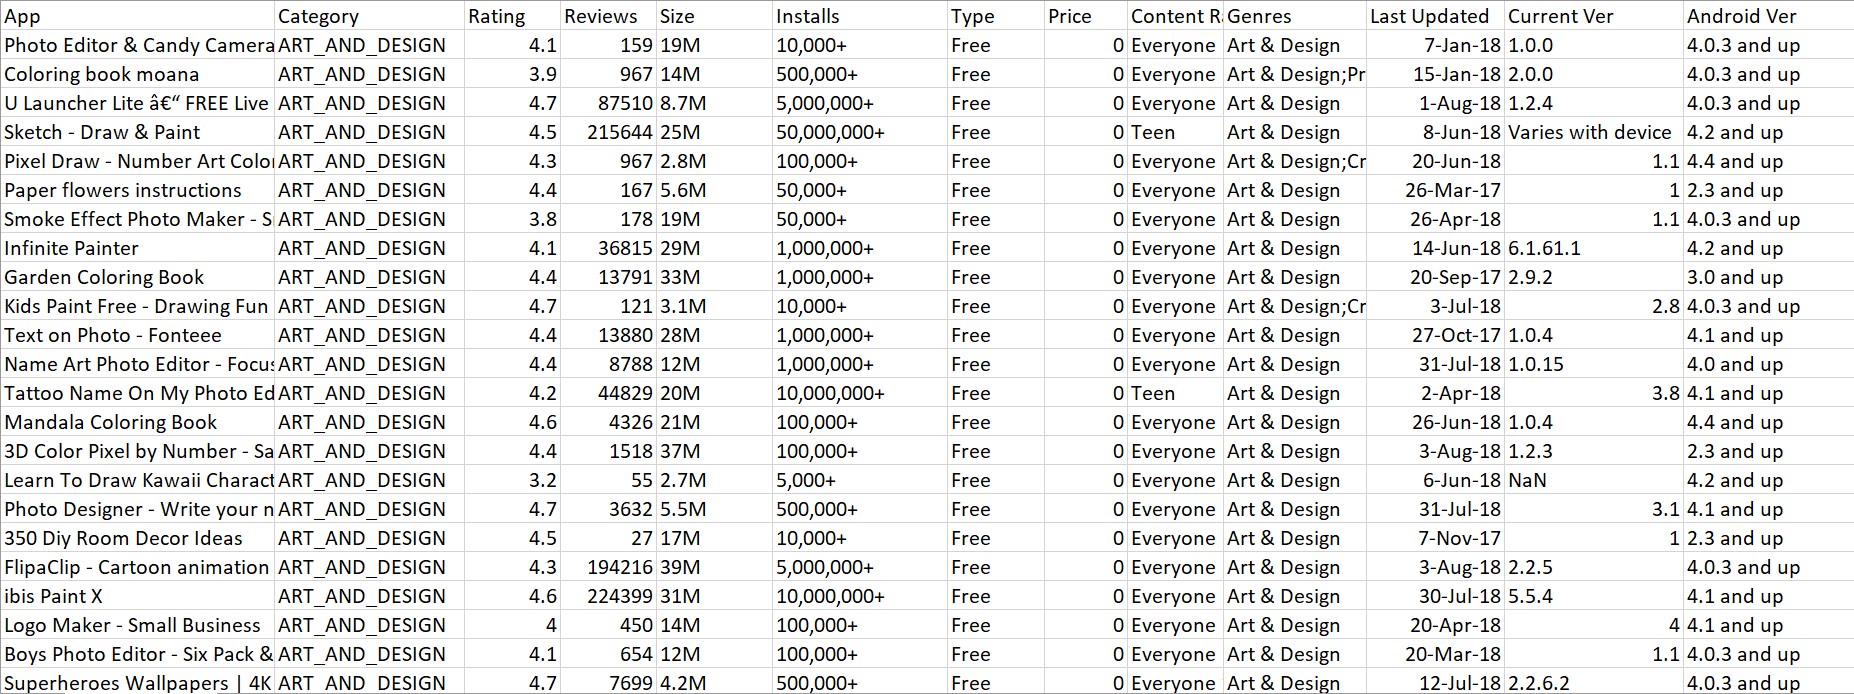 App Category Rating Reviews Size Installs Type Price Content Ra Genres Last Updated Current Ver Android Ver
Photo Editor & Candy Camera ART_AND_DESIGN 4.1 159 19M 10,000+ Free 0 Everyone Art & Design 7-Jan-18 1.0.0 4.0.3 and up
Coloring book moana ART_AND_DESIGN 3.9 967 14M 500,000+ Free 0 Everyone Art & Design;Pr 15-Jan-18 2.0.0 4.0.3 and up
U Launcher Lite â€“ FREE Live ART_AND_DESIGN 4.7 87510 8.7M 5,000,000+ Free 0 Everyone Art & Design 1-Aug-18 1.2.4 4.0.3 and up
Sketch - Draw & Paint ART_AND_DESIGN 4.5 215644 25M 50,000,000+ Free 0 Teen Art & Design 8-Jun-18 Varies with device 4.2 and up
Pixel Draw - Number Art Color ART_AND_DESIGN 4.3 967 2.8M 100,000+ Free 0 Everyone Art & Design;Cr 20-Jun-18 1.1 4.4 and up
Paper flowers instructions ART_AND_DESIGN 4.4 167 5.6M 50,000+ Free 0 Everyone Art & Design 26-Mar-17 1 2.3 and up
Smoke Effect Photo Maker - S ART_AND_DESIGN 3.8 178 19M 50,000+ Free 0 Everyone Art & Design 26-Apr-18 1.1 4.0.3 and up
Infinite Painter ART_AND_DESIGN 4.1 36815 29M 1,000,000+ Free 0 Everyone Art & Design 14-Jun-18 6.1.61.1 4.2 and up
Garden Coloring Book ART_AND_DESIGN 4.4 13791 33M 1,000,000+ Free 0 Everyone Art & Design 20-Sep-17 2.9.2 3.0 and up
Kids Paint Free - Drawing Fun ART_AND_DESIGN 4.7 121 3.1M 10,000+ Free 0 Everyone Art & Design;Cr 3-Jul-18 2.8 4.0.3 and up
Text on Photo - Fonteee ART_AND_DESIGN 4.4 13880 28M 1,000,000+ Free 0 Everyone Art & Design 27-Oct-17 1.0.4 4.1 and up
Name Art Photo Editor - Focus ART_AND_DESIGN 4.4 8788 12M 1,000,000+ Free 0 Everyone Art & Design 31-Jul-18 1.0.15 4.0 and up
Tattoo Name On My Photo Ed ART_AND_DESIGN 4.2 44829 20M 10,000,000+ Free 0 Teen Art & Design 2-Apr-18 3.8 4.1 and up
Mandala Coloring Book ART_AND_DESIGN 4.6 4326 21M 100,000+ Free 0 Everyone Art & Design 26-Jun-18 1.0.4 4.4 and up
3D Color Pixel by Number - Sa ART_AND_DESIGN 4.4 1518 37M 100,000+ Free 0 Everyone Art & Design 3-Aug-18 1.2.3 2.3 and up
Learn To Draw Kawaii Charact ART_AND_DESIGN 3.2 55 2.7M 5,000+ Free 0 Everyone Art & Design 6-Jun-18 NaN 4.2 and up
Photo Designer - Write your n ART_AND_DESIGN 4.7 3632 5.5M 500,000+ Free 0 Everyone Art & Design 31-Jul-18 3.1 4.1 and up
350 Diy Room Decor Ideas ART_AND_DESIGN 4.5 27 17M 10,000+ Free 0 Everyone Art & Design 7-Nov-17 1 2.3 and up
FlipaClip - Cartoon animation ART_AND_DESIGN 4.3 194216 39M 5,000,000+ Free 0 Everyone Art & Design 3-Aug-18 2.2.5 4.0.3 and up
ibis Paint X ART_AND_DESIGN 4.6 224399 31M 10,000,000+ Free 0 Everyone Art & Design 30-Jul-18 5.5.4 4.1 and up
Logo Maker - Small Business ART_AND_DESIGN 4 450 14M 100,000+ Free 0 Everyone Art & Design 20-Apr-18 4 4.1 and up
Boys Photo Editor - Six Pack & ART_AND_DESIGN 4.1 654 12M 100,000+ Free 0 Everyone Art & Design 20-Mar-18 1.1 4.0.3 and up
Superheroes Wallpapers | 4K ART_AND_DESIGN 4.7 7699 4.2M 500,000+ Free 0 Everyone Art & Design 12-Jul-18 2.2.6.2 4.0.3 and up